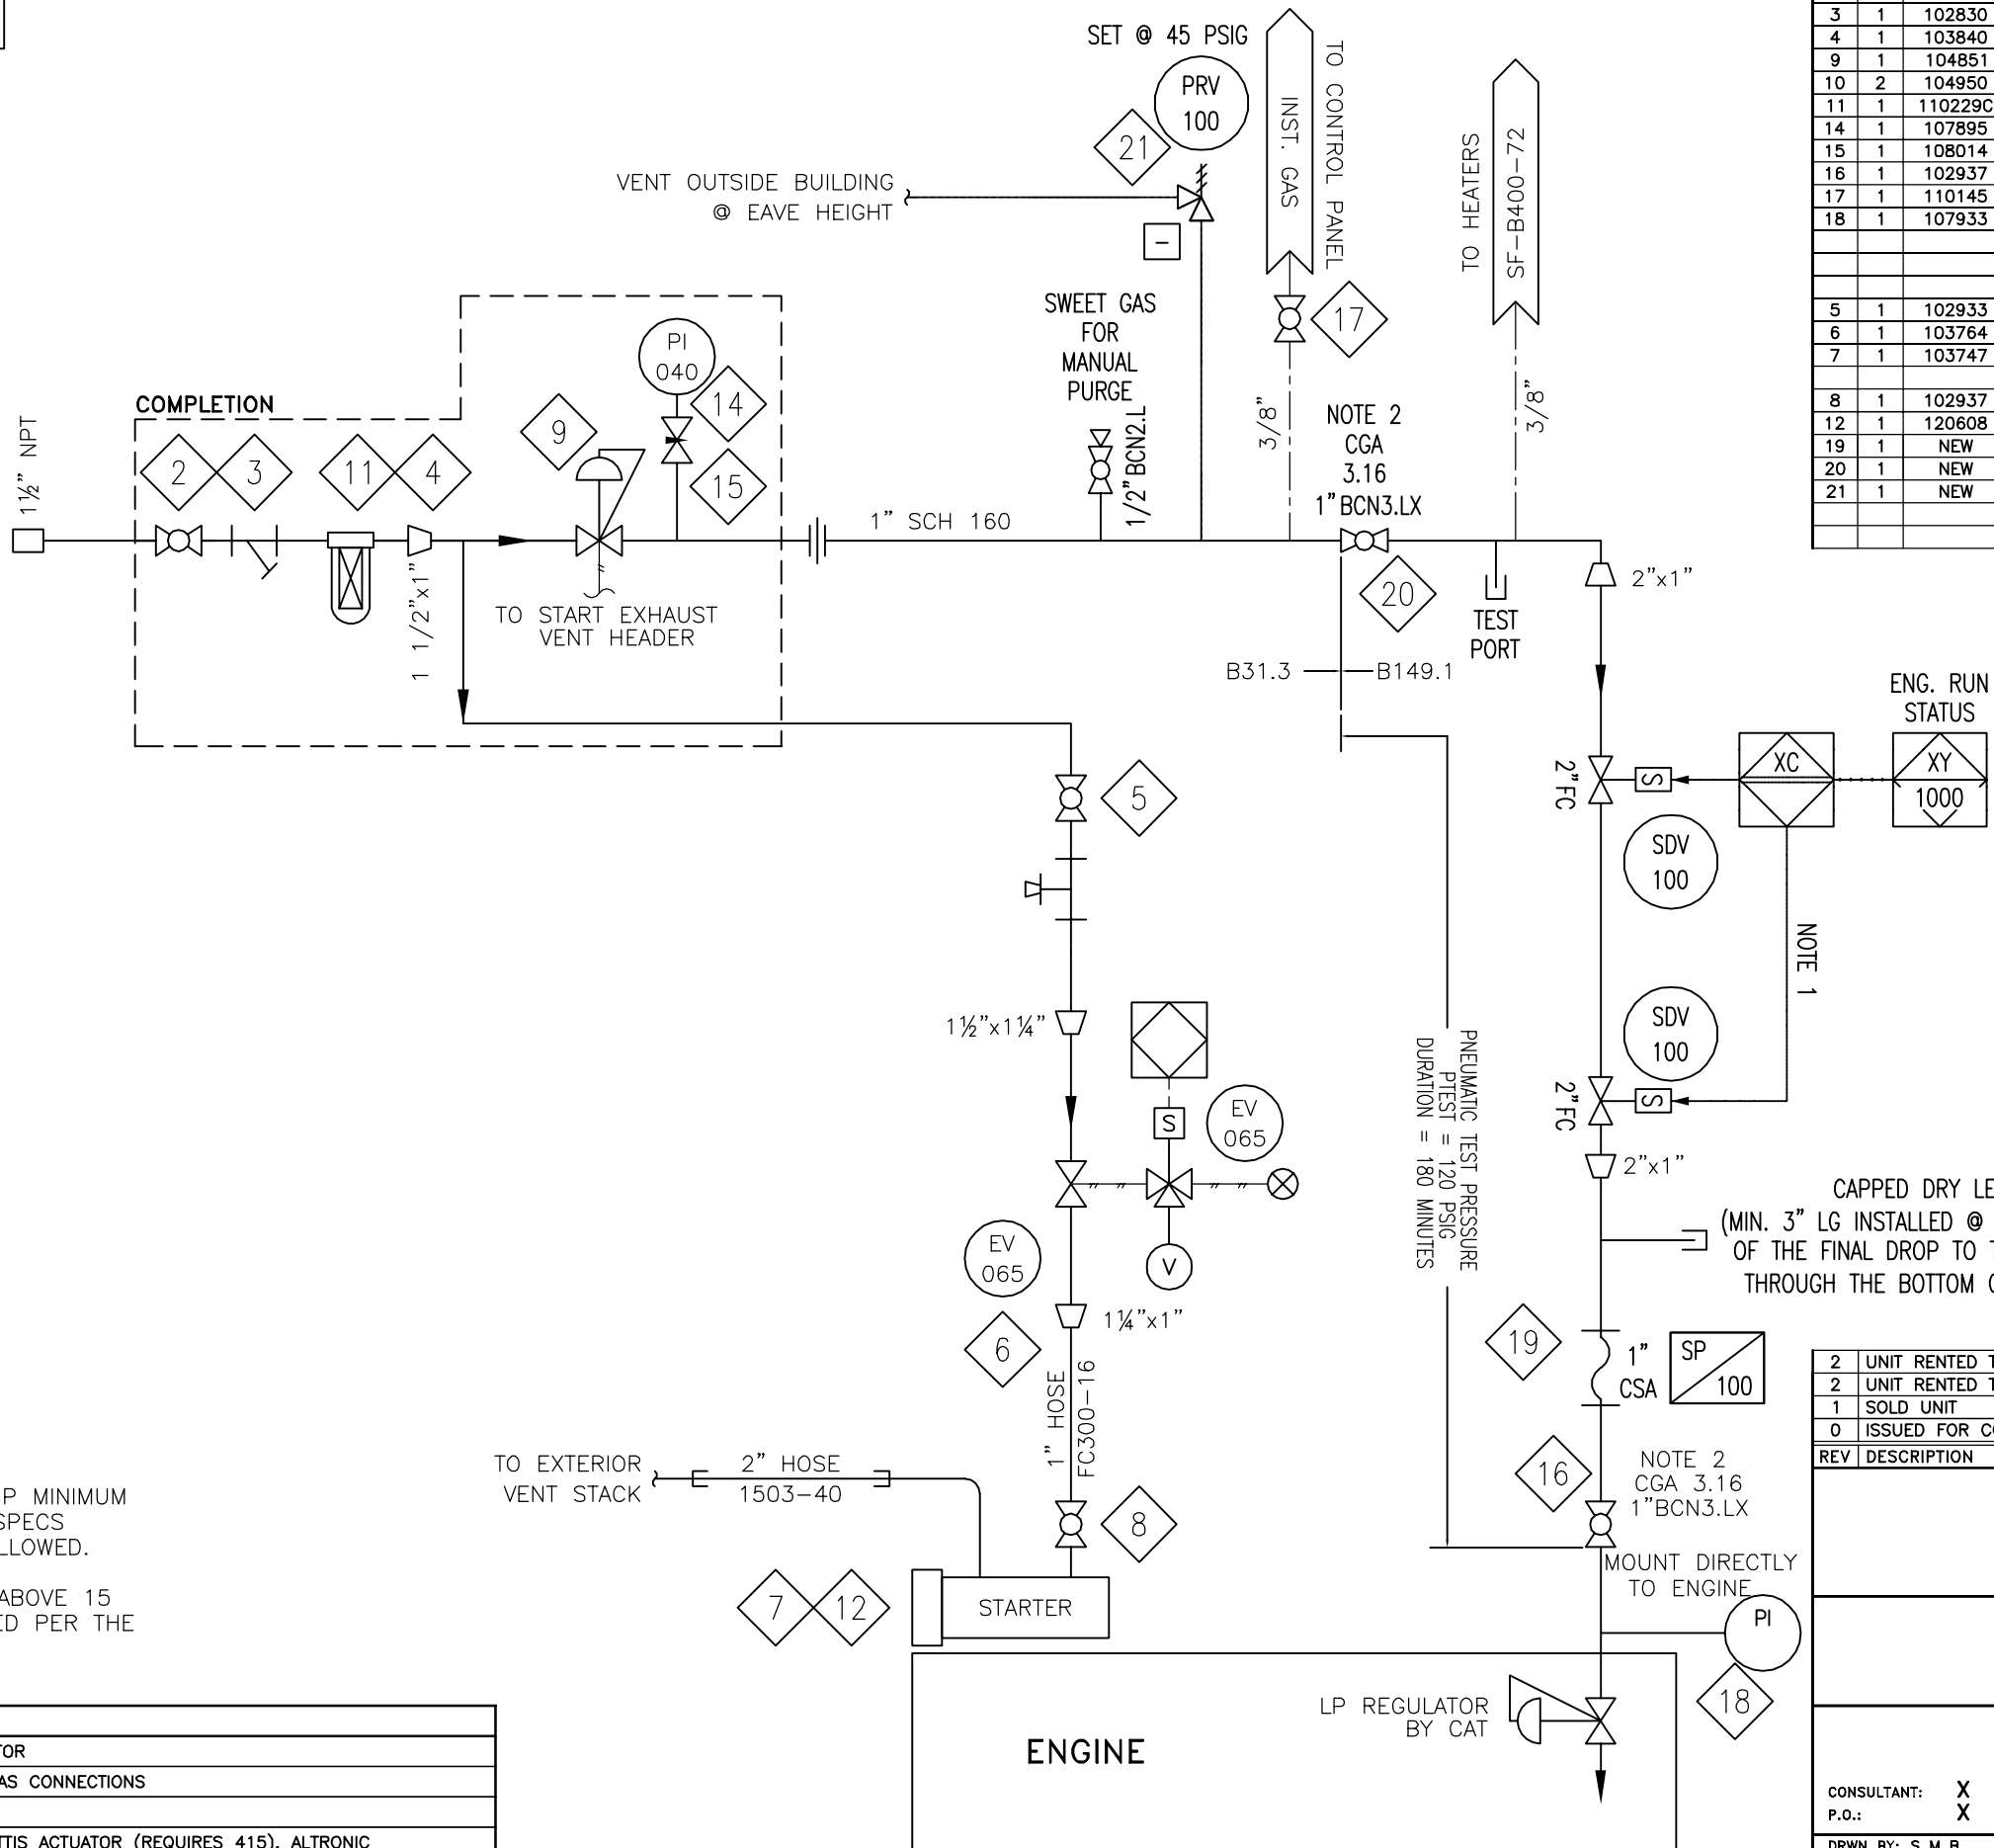 SET @ 45 PSIG
PRV
100
21
INST. GAS
TO CONTROL PANEL
TO HEATERS
SF-B400-72
VENT OUTSIDE BUILDING
@ EAVE HEIGHT
-
17
SWEET GAS
FOR
MANUAL
PURGE
1/2"BCN2.L
3/8"
3/8"
NOTE 2
CGA
3.16
1"BCN3.LX
COMPLETION
1½" NPT
2
3
11
4
9
PI
040
14
15
1 1/2"x1"
TO START EXHAUST
VENT HEADER
1" SCH 160
20
TEST
PORT
2"x1"
B31.3
B149.1
ENG. RUN
STATUS
XC
XY
1000
S
2"FC
SDV
100
NOTE 1
SDV
100
S
2"FC
2"x1"
5
1½"x1¼"
S
EV
065
V
EV
065
6
1¼"x1"
1" HOSE
FC300-16
PNEUMATIC TEST PRESSURE
PTEST = 120 PSIG
DURATION = 180 MINUTES
CAPPED DRY LE
(MIN. 3" LG INSTALLED @
OF THE FINAL DROP TO T
THROUGH THE BOTTOM
19
1"
CSA
SP
100
16
NOTE 2
CGA 3.16
1"BCN3.LX
MOUNT DIRECTLY
TO ENGINE
PI
18
TO EXTERIOR
VENT STACK
2" HOSE
1503-40
8
7
12
STARTER
ENGINE
LP REGULATOR
BY CAT
P MINIMUM
SPECS
LLOWED.
ABOVE 15
ED PER THE
TOR
AS CONNECTIONS
TTIS ACTUATOR (REQUIRES 415), ALTRONIC
3 1 102830
4 1 103840
9 1 104851
10 2 104950
11 1 110229C
14 1 107895
15 1 108014
16 1 102937
17 1 110145
18 1 107933
5 1 102933
6 1 103764
7 1 103747
8 1 102937
12 1 120608
19 1 NEW
20 1 NEW
21 1 NEW
2 UNIT RENTED T
2 UNIT RENTED T
1 SOLD UNIT
0 ISSUED FOR CO
REV DESCRIPTION
CONSULTANT: X
P.O.: X
DRWN BY: S.M.B.